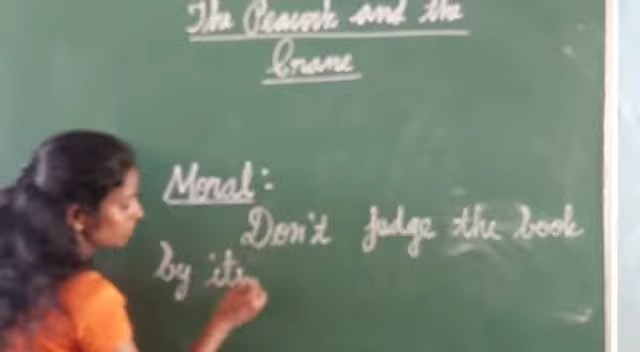 The Peacock and the
Crane
Moral:-
Don't judge the book
by its